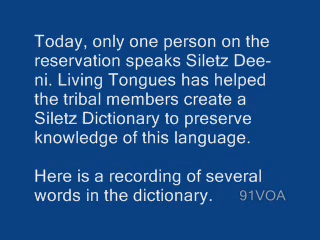 Today, only one person on the
reservation speaks Siletz Dee-
ni. Living Tongues has helped
the tribal members create a
Siletz Dictionary to preserve
knowledge of this language.
Here is a recording of several
words in the dictionary.
91VOA